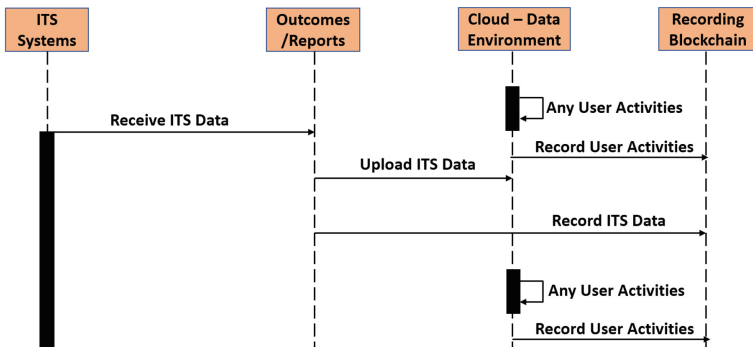 ITS
Systems
Outcomes
/Reports
Cloud – Data
Environment
Recording
Blockchain
Any User Activities
Receive ITS Data
Record User Activities
Upload ITS Data
Record ITS Data
Any User Activities
Record User Activities